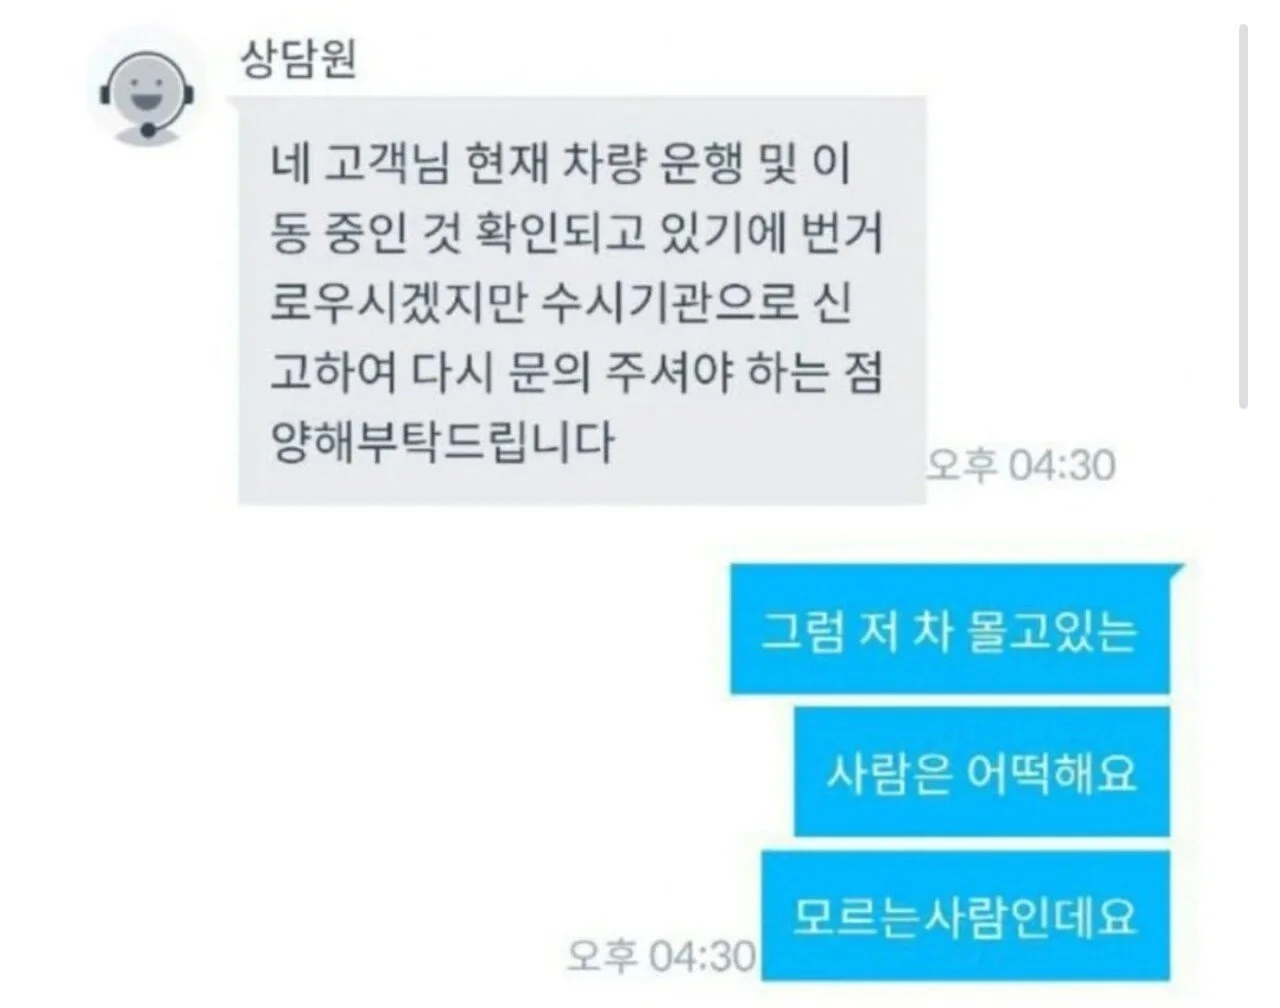 상담원
네 고객님 현재 차량 운행 및 이
동 중인 것 확인되고 있기에 번거
로우시겠지만 수시기관으로 신
고하여 다시 문의 주셔야 하는 점
양해부탁드립니다
오후 04:30
그럼 저 차 몰고있는
사람은 어떡해요
모르는사람인데요
오후 04:30